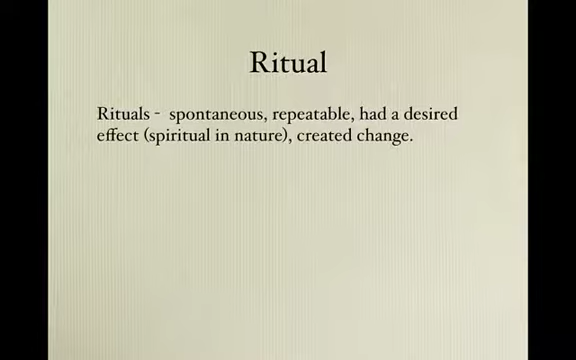 Ritual
Rituals - spontaneous, repeatable, had a desired
effect (spiritual in nature), created change.